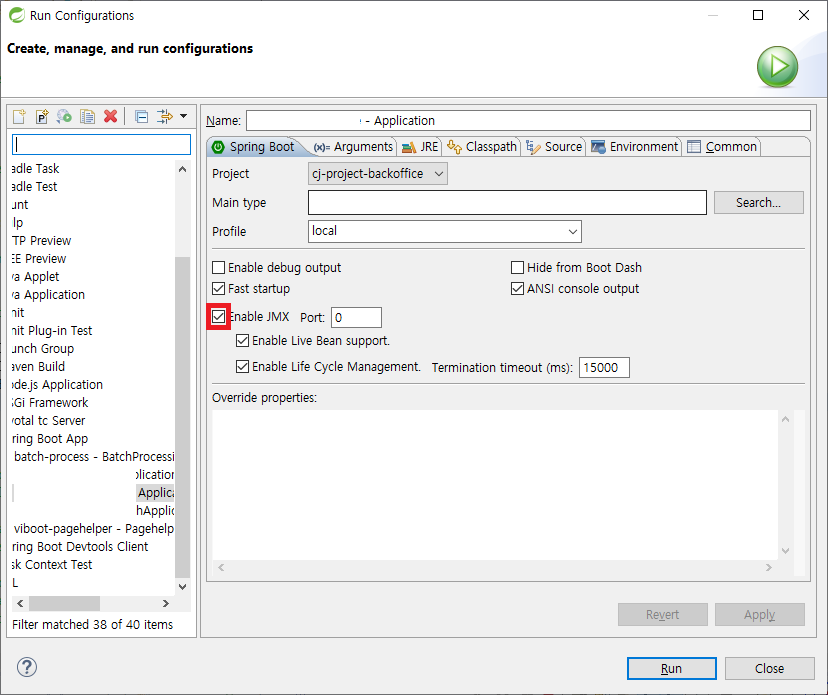 Run Configurations
Create, manage, and run configurations
Name: - Application
Spring Boot (x)= Arguments JRE Classpath Source Environment Common
Project cj-project-backoffice
Main type Search...
Profile local
Enable debug output Hide from Boot Dash
Fast startup ANSI console output
Enable JMX Port: 0
Enable Live Bean support.
Enable Life Cycle Management. Termination timeout (ms): 15000
Override properties:
adle Task
adle Test
unt
lp
TP Preview
EE Preview
va Applet
va Application
nit
nit Plug-in Test
unch Group
aven Build
ode.js Application
Gi Framework
votal tc Server
ring Boot App
batch-process - BatchProcessi
plication
Applica
hApplic
viboot-pagehelper - Pagehelp
ring Boot Devtools Client
sk Context Test
L
Filter matched 38 of 40 items
Revert Apply
Run Close